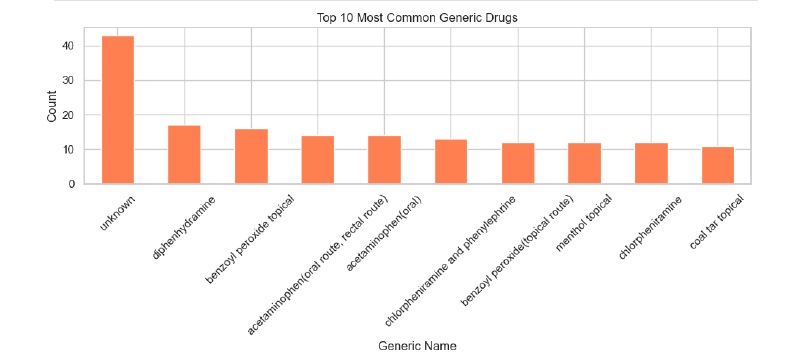 Top 10 Most Common Generic Drugs
Count
40
30
20
10
0
unknown
diphenhydramine
benzoyl peroxide topical
acetaminophen(oral route, rectal route)
acetaminophen(oral)
chlorpheniramine and phenylephrine
benzoyl peroxide(topical route)
menthol topical
chlorpheniramine
coal tar topical
Generic Name